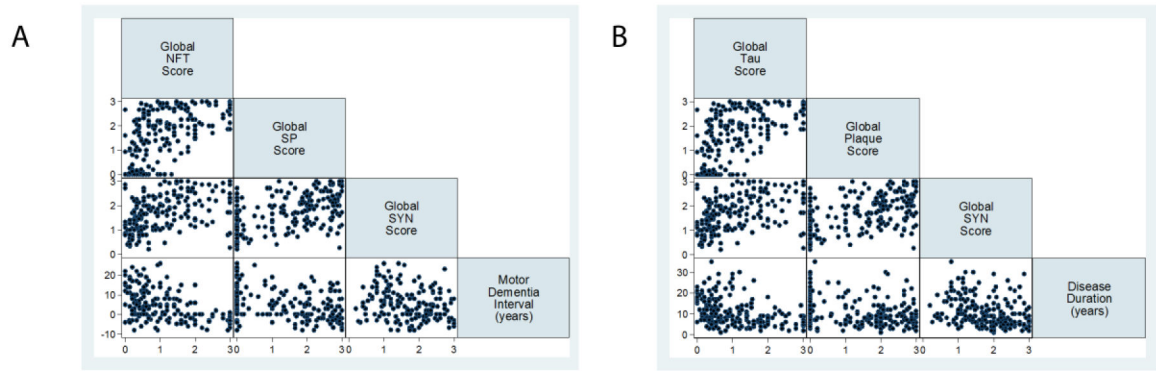 A
Global
NFT
Score
3
2
1
0
Global
SP
Score
3
2
1
0
Global
SYN
Score
20
10
0
-10
Motor
Dementia
Interval
(years)
0 1 2 3 0 1 2 3 0 1 2 3
B
Global
Tau
Score
3
2
1
0
Global
Plaque
Score
3
2
1
0
Global
SYN
Score
30
20
10
0
Disease
Duration
(years)
0 1 2 3 0 1 2 3 0 1 2 3